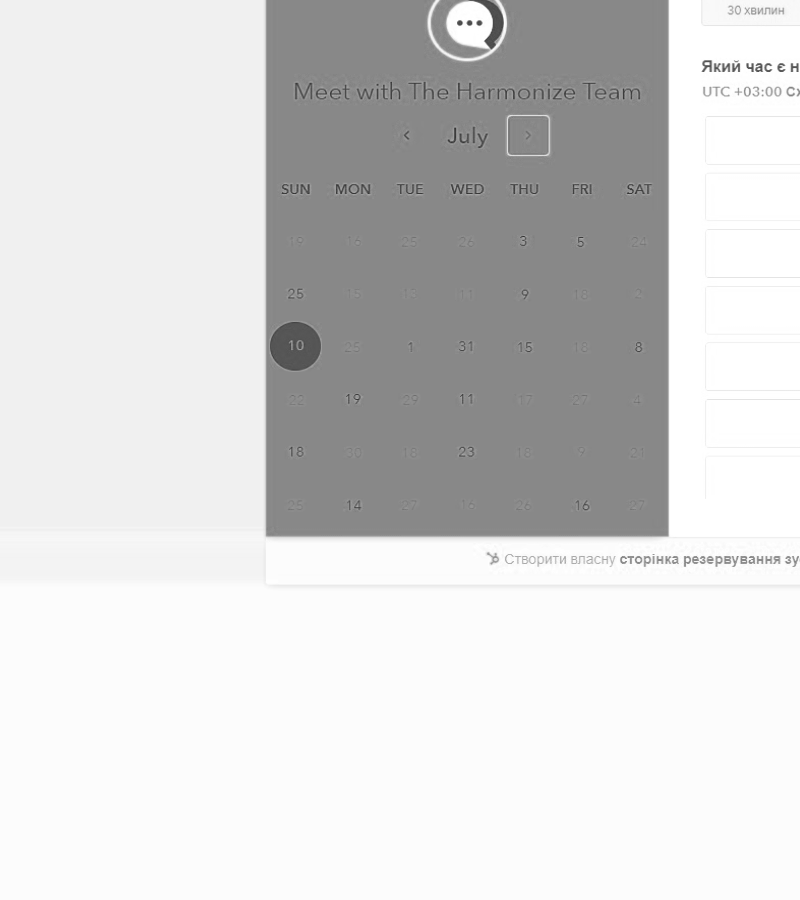 30 хвилин
Який час є н
UTC +03:00 Сх
Meet with The Harmonize Team
July
SUN MON TUE WED THU FRI SAT
19 16 25 26 3 5 24
25 15 13 11 9 18 2
10 25 1 31 15 18 8
22 19 29 11 17 27 4
18 30 18 23 18 9 21
25 14 27 16 26 16 27
Створити власну сторінка резервування зу